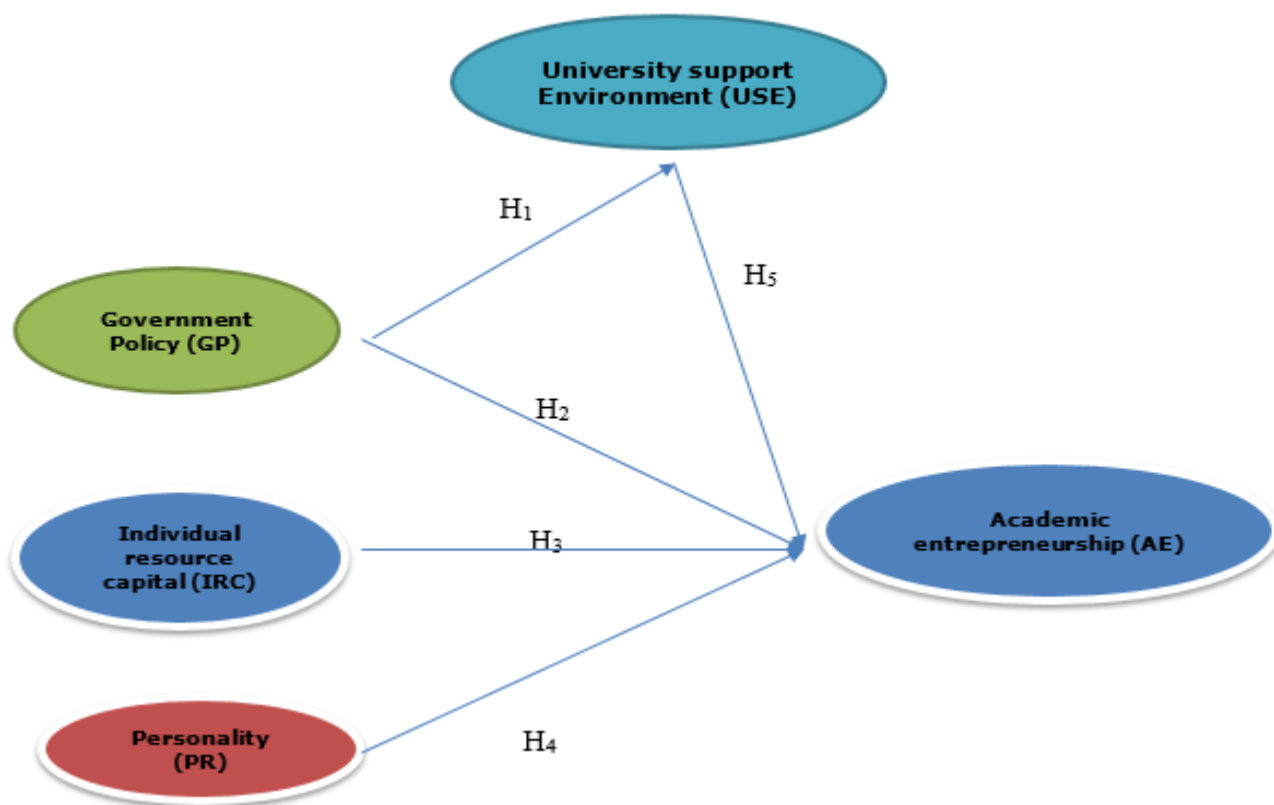 University support
Environment (USE)
H₁
H₅
Government
Policy (GP)
H₂
Individual
resource
capital (IRC)
H₃
Academic
entrepreneurship (AE)
Personality
(PR)
H₄